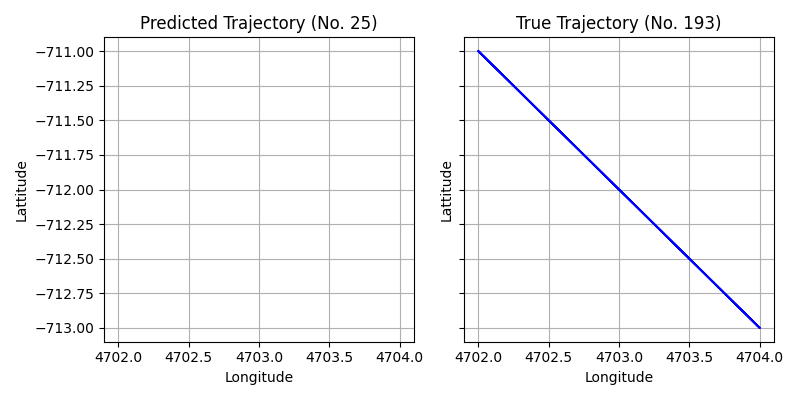 Predicted Trajectory (No. 25)
−711.00
−711.25
−711.50
−711.75
−712.00
−712.25
−712.50
−712.75
−713.00
Lattitude
4702.0 4702.5 4703.0 4703.5 4704.0
Longitude
True Trajectory (No. 193)
Lattitude
4702.0 4702.5 4703.0 4703.5 4704.0
Longitude